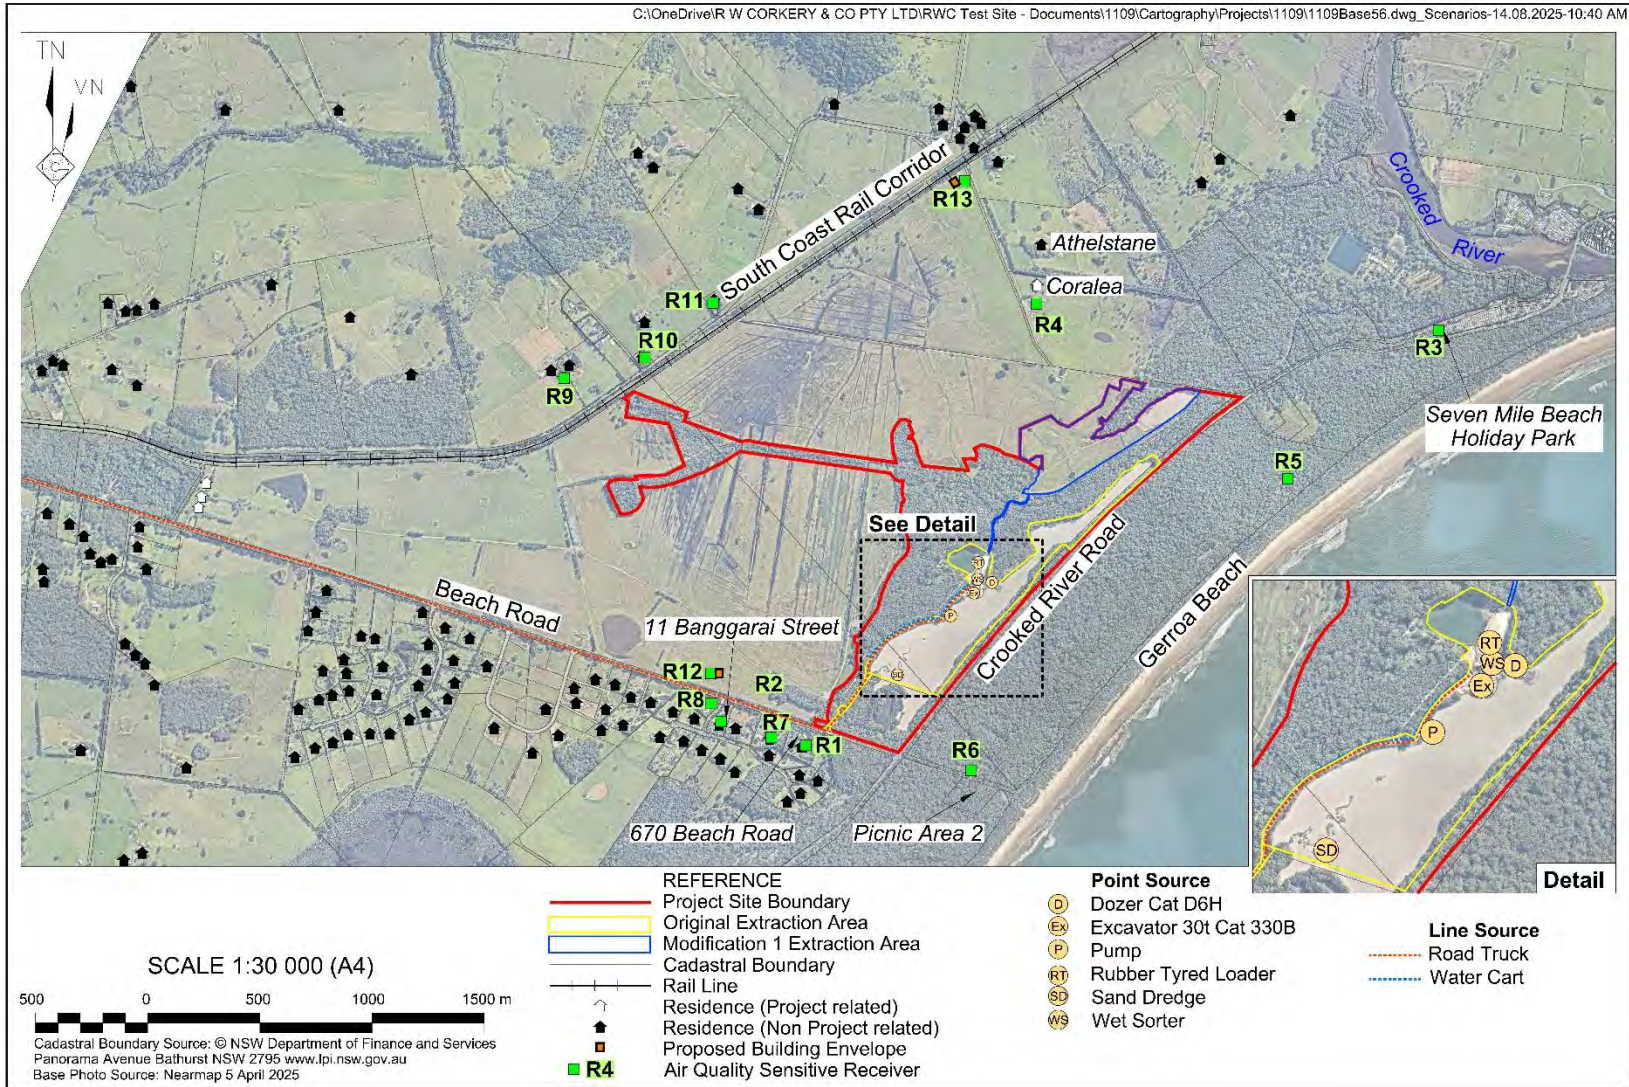 C:\OneDrive\R W CORKERY & CO PTY LTD\RWC Test Site - Documents\1109\Cartography\Projects\1109\1109Base56.dwg_Scenarios-14.08.2025-10:40 AM
TN
VN
South Coast Rail Corridor
R13
Athelstane
Coralea
R4
Crooked
River
R11
R10
R9
R3
Seven Mile Beach
Holiday Park
R5
See Detail
Crooked River Road
Gerroa Beach
Beach Road
11 Banggarai Street
R12
R2
R8
R7
R1
R6
670 Beach Road
Picnic Area 2
RT
WS
D
Ex
P
SD
RT
WS
D
Ex
P
SD
Detail
SCALE 1:30 000 (A4)
500 0 500 1000 1500 m
Cadastral Boundary Source: © NSW Department of Finance and Services
Panorama Avenue Bathurst NSW 2795 www.lpi.nsw.gov.au
Base Photo Source: Nearmap 5 April 2025
REFERENCE
Project Site Boundary
Original Extraction Area
Modification 1 Extraction Area
Cadastral Boundary
Rail Line
Residence (Project related)
Residence (Non Project related)
Proposed Building Envelope
R4 Air Quality Sensitive Receiver
Point Source
D Dozer Cat D6H
Ex Excavator 30t Cat 330B
P Pump
RT Rubber Tyred Loader
SD Sand Dredge
WS Wet Sorter
Line Source
Road Truck
Water Cart